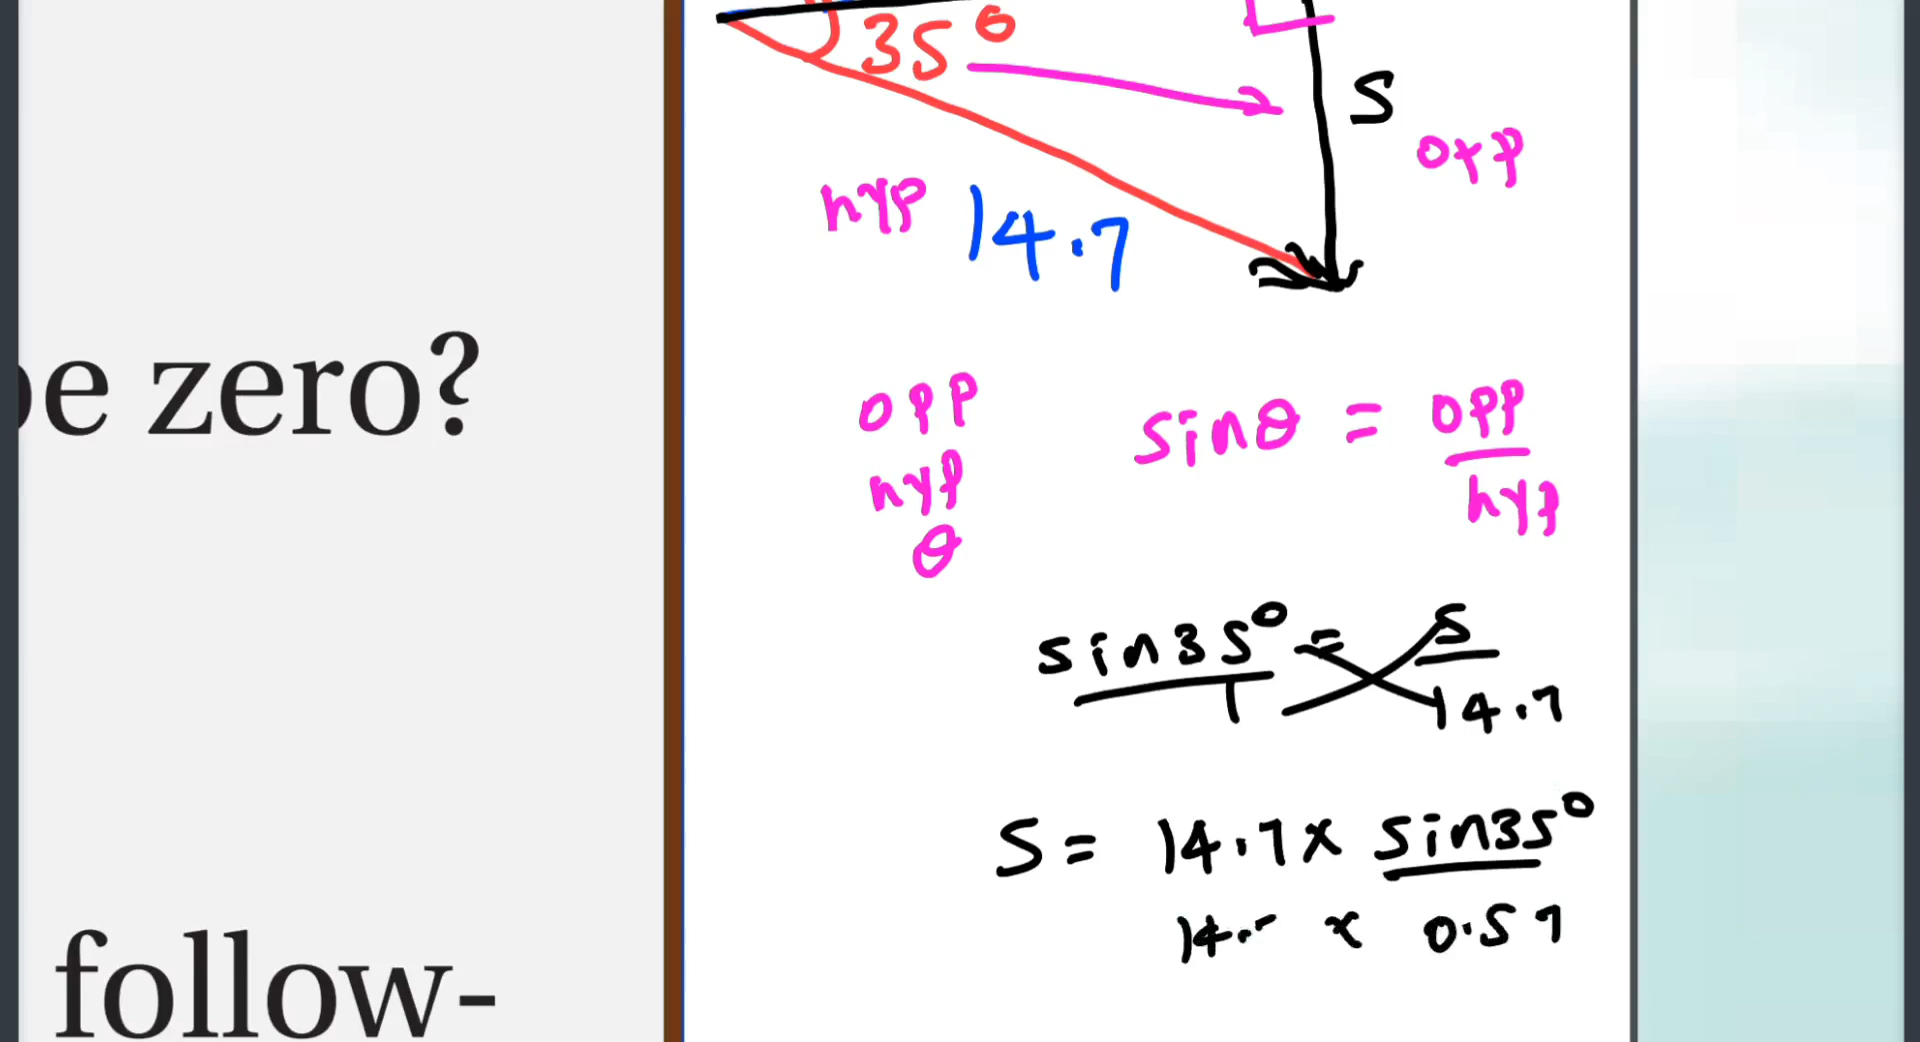 e zero?
follow-
35°
S
opp
hyp 14.7
opp
hyp
θ
sinθ = opp
hyp
sin35° = S
1 14.7
S = 14.7 x sin35°
x 0.57